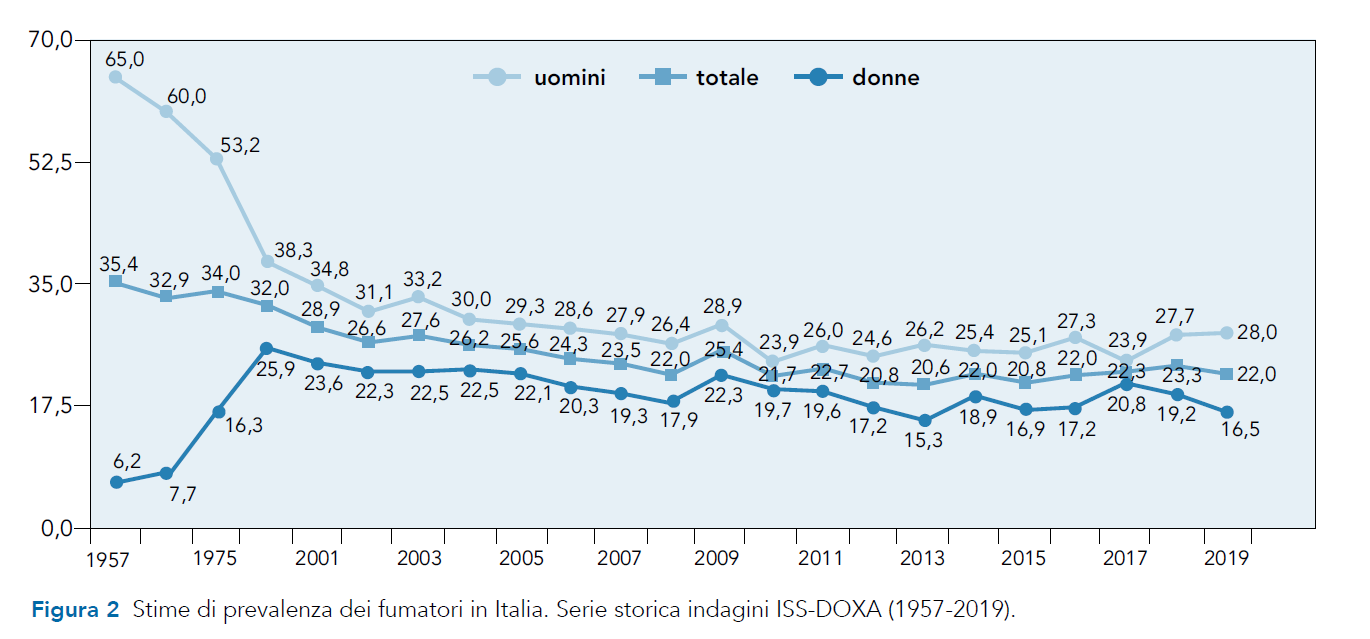 70,0
52,5
35,0
17,5
0,0
uomini totale donne
65,0 60,0 53,2 38,3 34,8 31,1 33,2 30,0 29,3 28,6 27,9 26,4 28,9 23,9 26,0 24,6 26,2 25,4 25,1 27,3 23,9 27,7 28,0
35,4 32,9 34,0 32,0 28,9 26,6 27,6 26,2 25,6 24,3 23,5 22,0 25,4 21,7 22,7 20,8 20,6 22,0 20,8 22,0 22,3 23,3 22,0
6,2 7,7 16,3 25,9 23,6 22,3 22,5 22,5 22,1 20,3 19,3 17,9 22,3 19,7 19,6 17,2 15,3 18,9 16,9 17,2 20,8 19,2 16,5
1957 1975 2001 2003 2005 2007 2009 2011 2013 2015 2017 2019
Figura 2 Stime di prevalenza dei fumatori in Italia. Serie storica indagini ISS-DOXA (1957-2019).